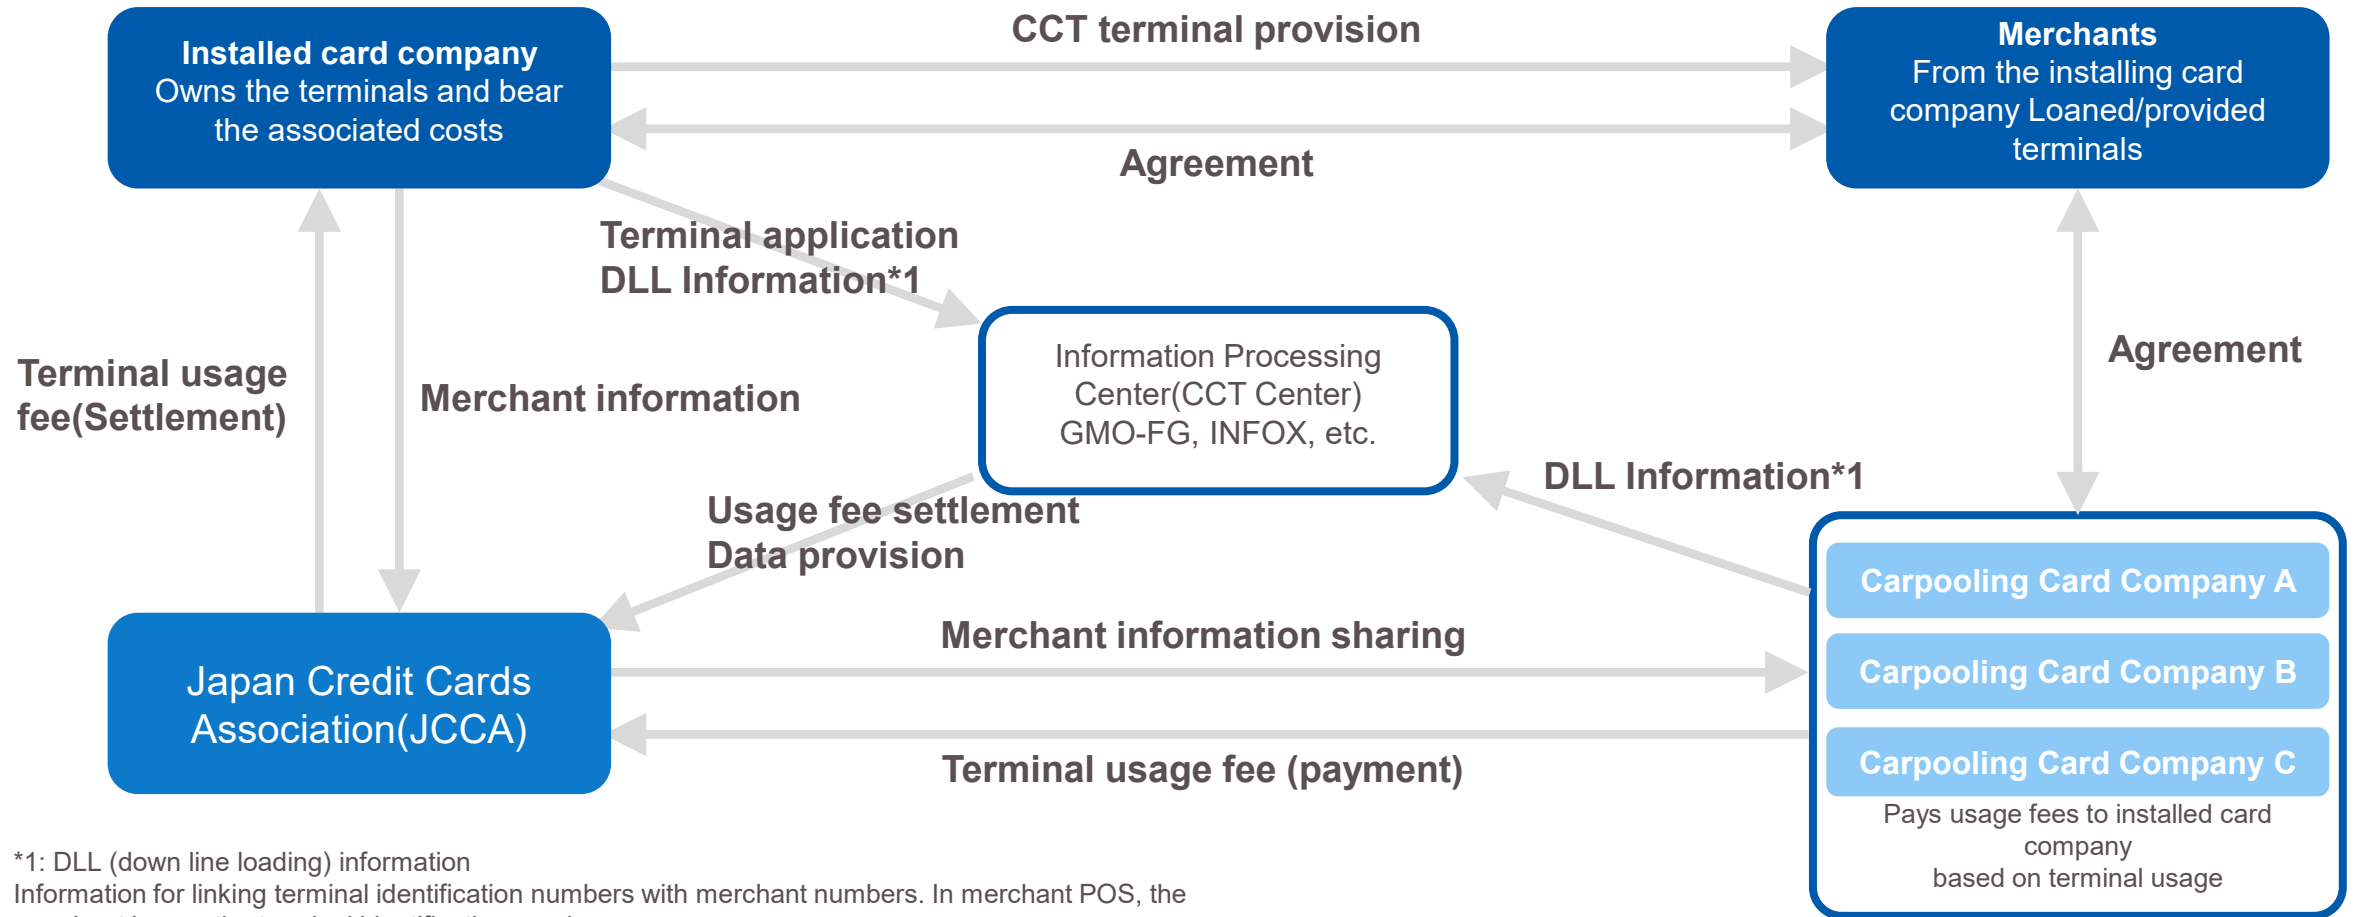 CCT terminal provision
Installed card company
Owns the terminals and bear
the associated costs
Merchants
From the installing card
company Loaned/provided
terminals
Agreement
Terminal application
DLL Information*1
Terminal usage
fee(Settlement)
Merchant information
Information Processing
Center(CCT Center)
GMO-FG, INFOX, etc.
Agreement
DLL Information*1
Usage fee settlement
Data provision
Carpooling Card Company A
Merchant information sharing
Carpooling Card Company B
Japan Credit Cards
Association(JCCA)
Carpooling Card Company C
Terminal usage fee (payment)
Pays usage fees to installed card
company
based on terminal usage
*1: DLL (down line loading) information
Information for linking terminal identification numbers with merchant numbers. In merchant POS, the